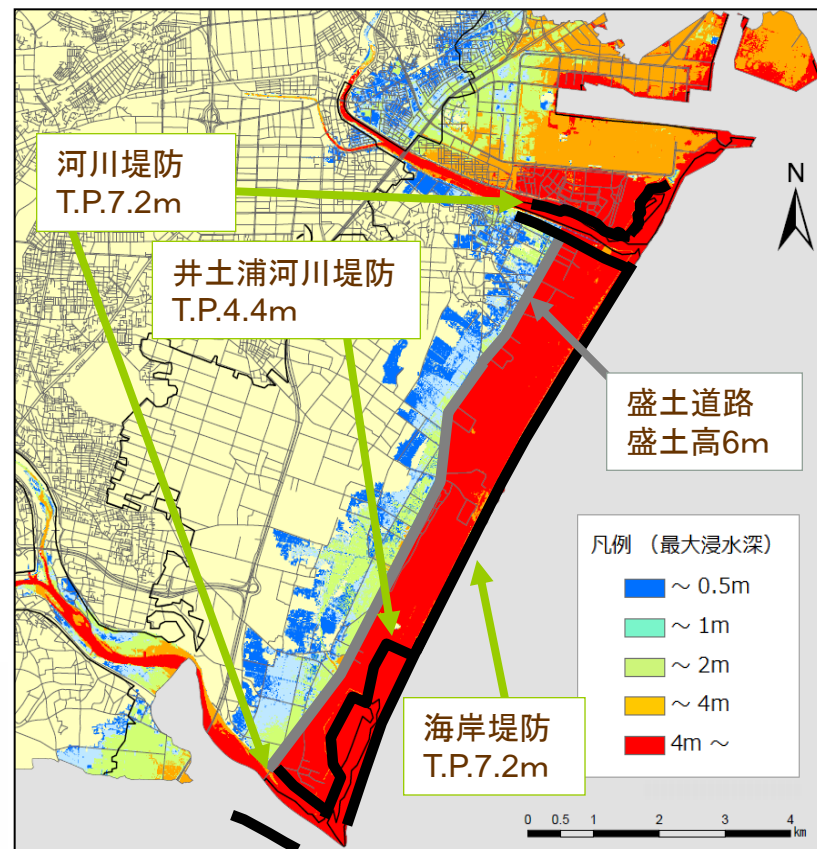 河川堤防
T.P.7.2m
井土浦河川堤防
T.P.4.4m
N
盛土道路
盛土高6m
凡例 （最大浸水深）
～ 0.5m
～ 1m
～ 2m
～ 4m
4m ～
海岸堤防
T.P.7.2m
0 0.5 1 2 3 4
km